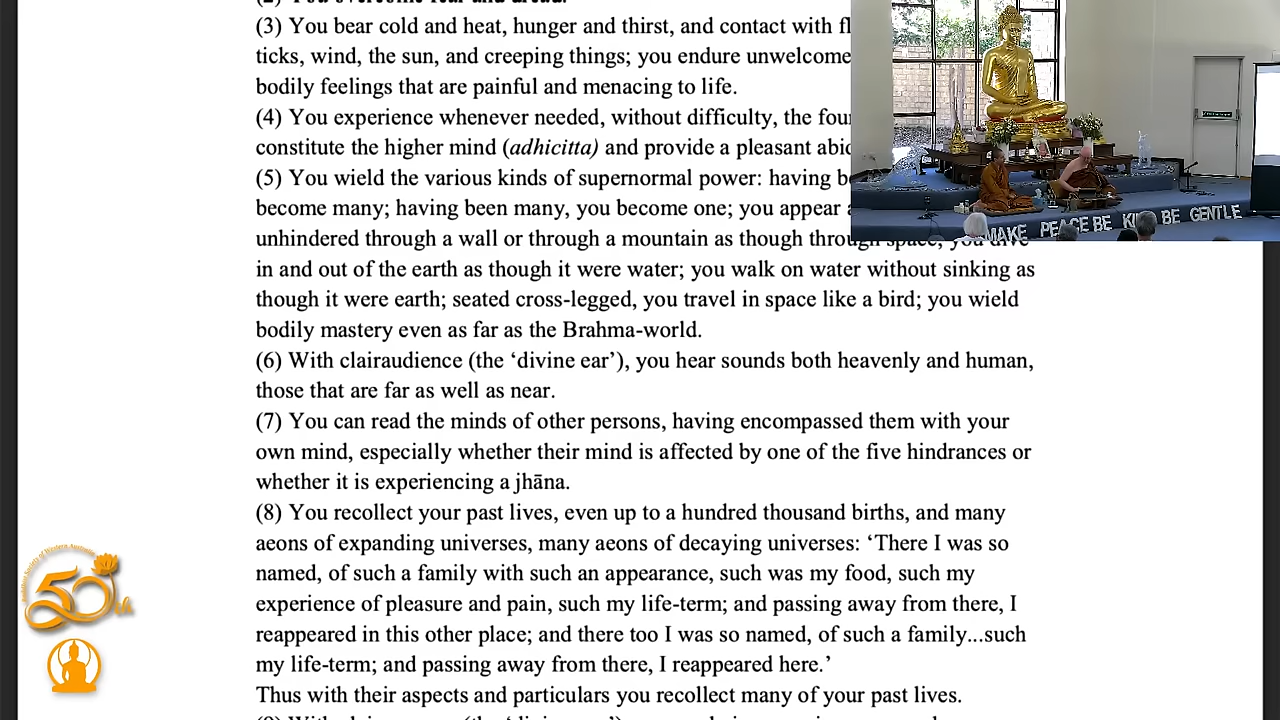 (2) You overcome fear and dread.
(3) You bear cold and heat, hunger and thirst, and contact with
ticks, wind, the sun, and creeping things; you endure unwelcome
bodily feelings that are painful and menacing to life.
(4) You experience whenever needed, without difficulty, the
constitute the higher mind (adhicitta) and provide a pleasant
(5) You wield the various kinds of supernormal power: having
become many; having been many, you become one; you appear
unhindered through a wall or through a mountain as though through space; you dive
in and out of the earth as though it were water; you walk on water without sinking as
though it were earth; seated cross-legged, you travel in space like a bird; you wield
bodily mastery even as far as the Brahma-world.
(6) With clairaudience (the ‘divine ear’), you hear sounds both heavenly and human,
those that are far as well as near.
(7) You can read the minds of other persons, having encompassed them with your
own mind, especially whether their mind is affected by one of the five hindrances or
whether it is experiencing a jhāna.
(8) You recollect your past lives, even up to a hundred thousand births, and many
aeons of expanding universes, many aeons of decaying universes: ‘There I was so
named, of such a family with such an appearance, such was my food, such my
experience of pleasure and pain, such my life-term; and passing away from there, I
reappeared in this other place; and there too I was so named, of such a family...such
my life-term; and passing away from there, I reappeared here.’
Thus with their aspects and particulars you recollect many of your past lives.
MAKE PEACE BE KIND BE GENTLE
50th